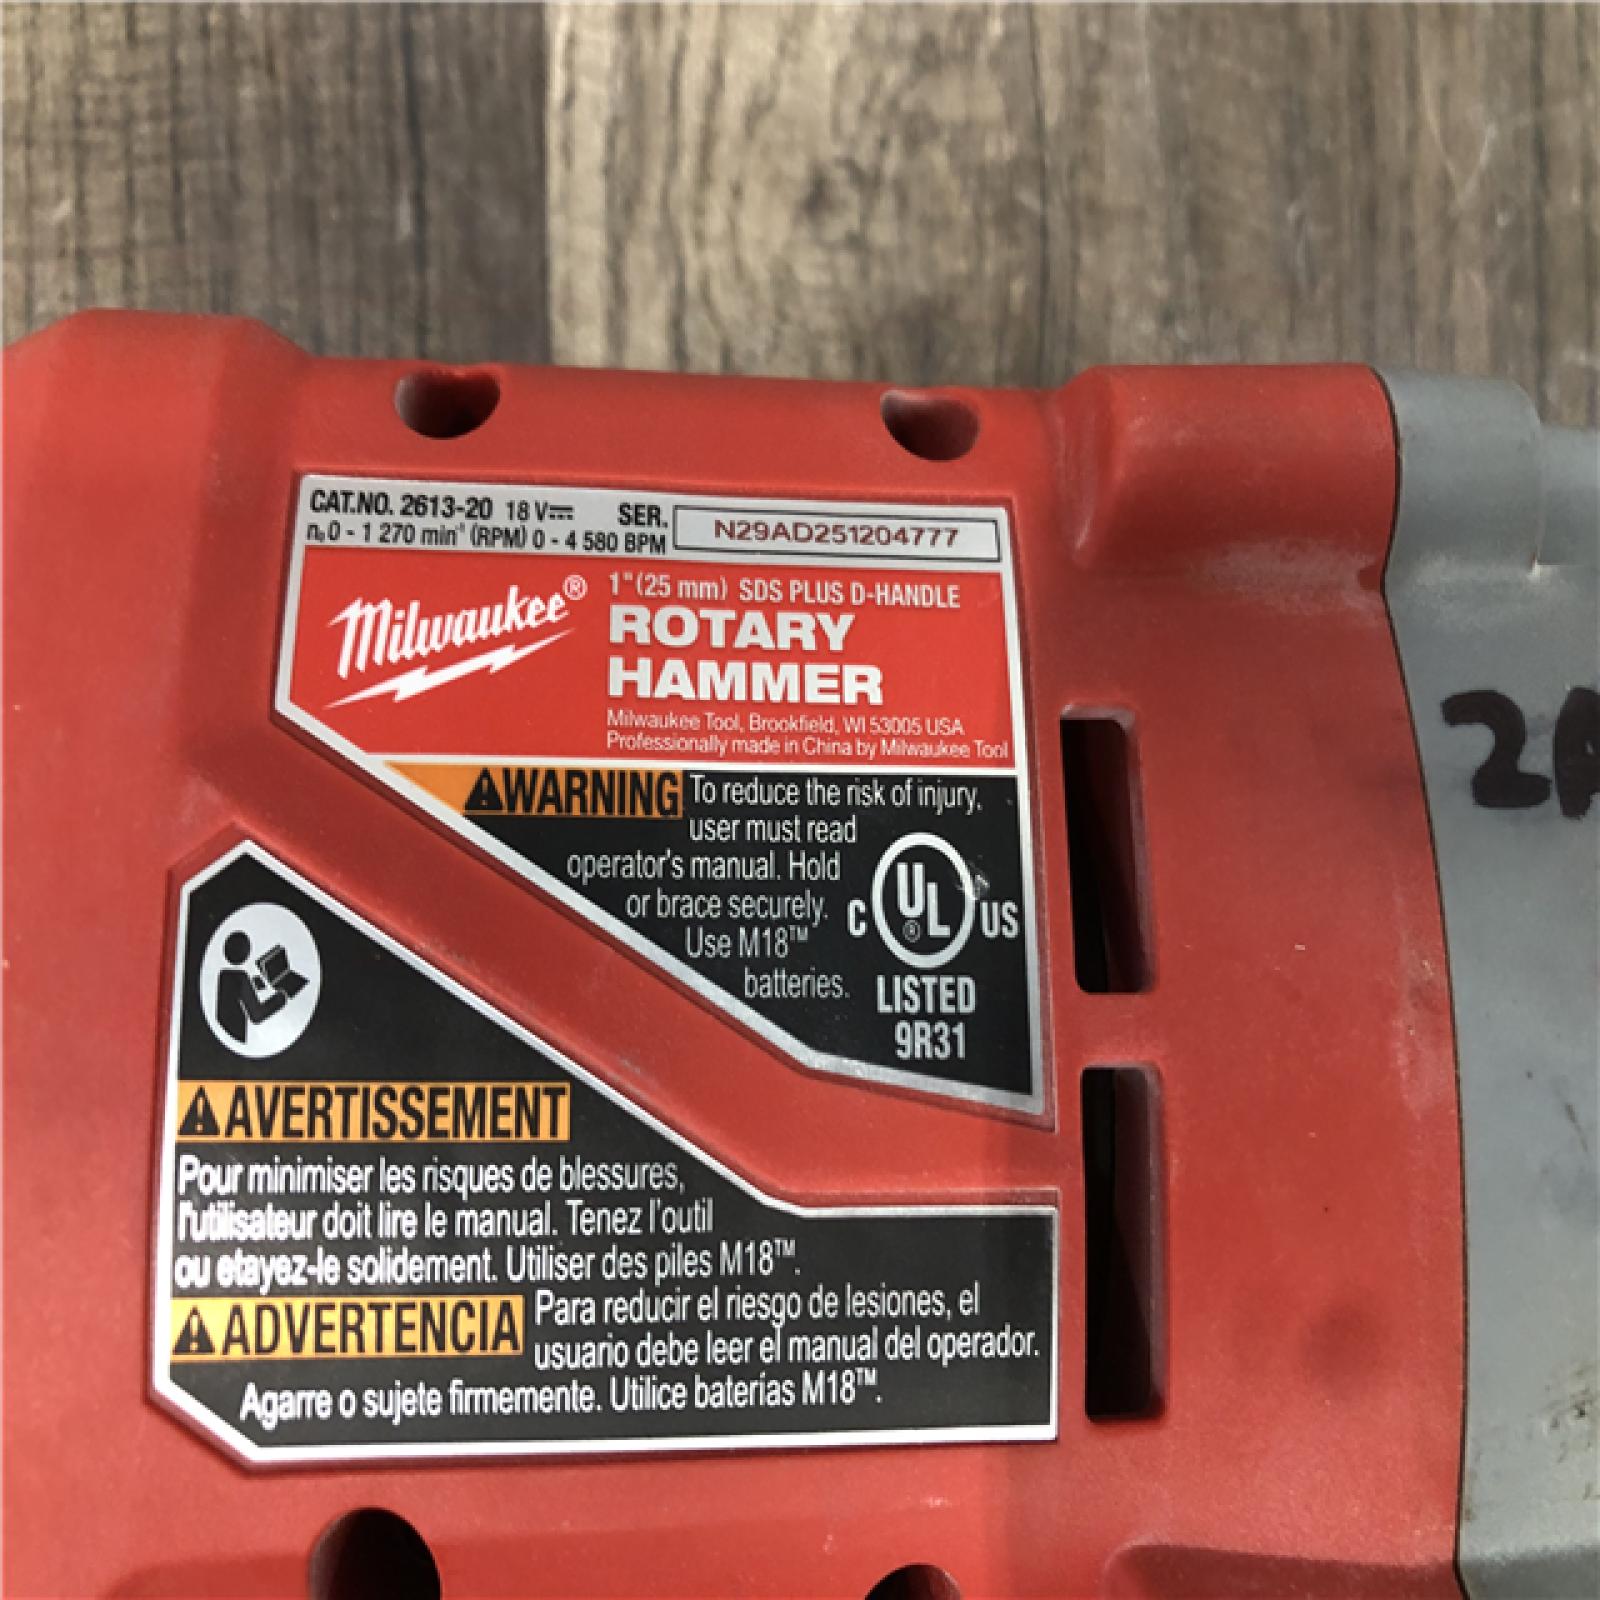 CAT.NO. 2613-20 18 V⎓ SER. N29AD251204777
n₀0 - 1 270 min⁻¹ (RPM) 0 - 4 580 BPM
Milwaukee®
1" (25 mm) SDS PLUS D-HANDLE
ROTARY
HAMMER
Milwaukee Tool, Brookfield, WI 53005 USA
Professionally made in China by Milwaukee Tool
WARNING To reduce the risk of injury,
user must read
operator's manual. Hold
or brace securely.
Use M18™
batteries.
C UL® US
LISTED
9R31
AVERTISSEMENT
Pour minimiser les risques de blessures,
l'utilisateur doit lire le manual. Tenez l'outil
ou etayez-le solidement. Utiliser des piles M18™.
ADVERTENCIA Para reducir el riesgo de lesiones, el
usuario debe leer el manual del operador.
Agarre o sujete firmemente. Utilice baterías M18™.